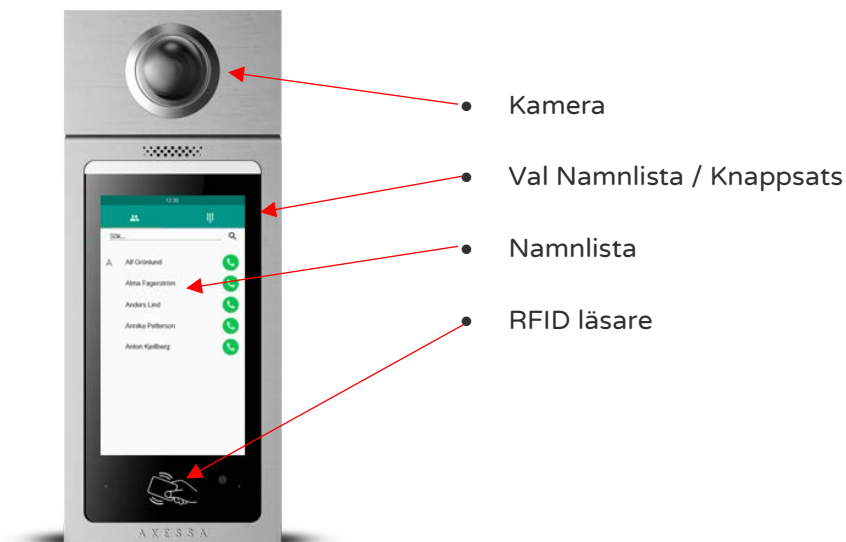 Kamera
Val Namnlista / Knappsats
Namnlista
RFID läsare
13:30
Sök...
A Alf Grönlund
Alma Fagerström
Anders Lind
Annika Petterson
Anton Kjellberg
AXESSA